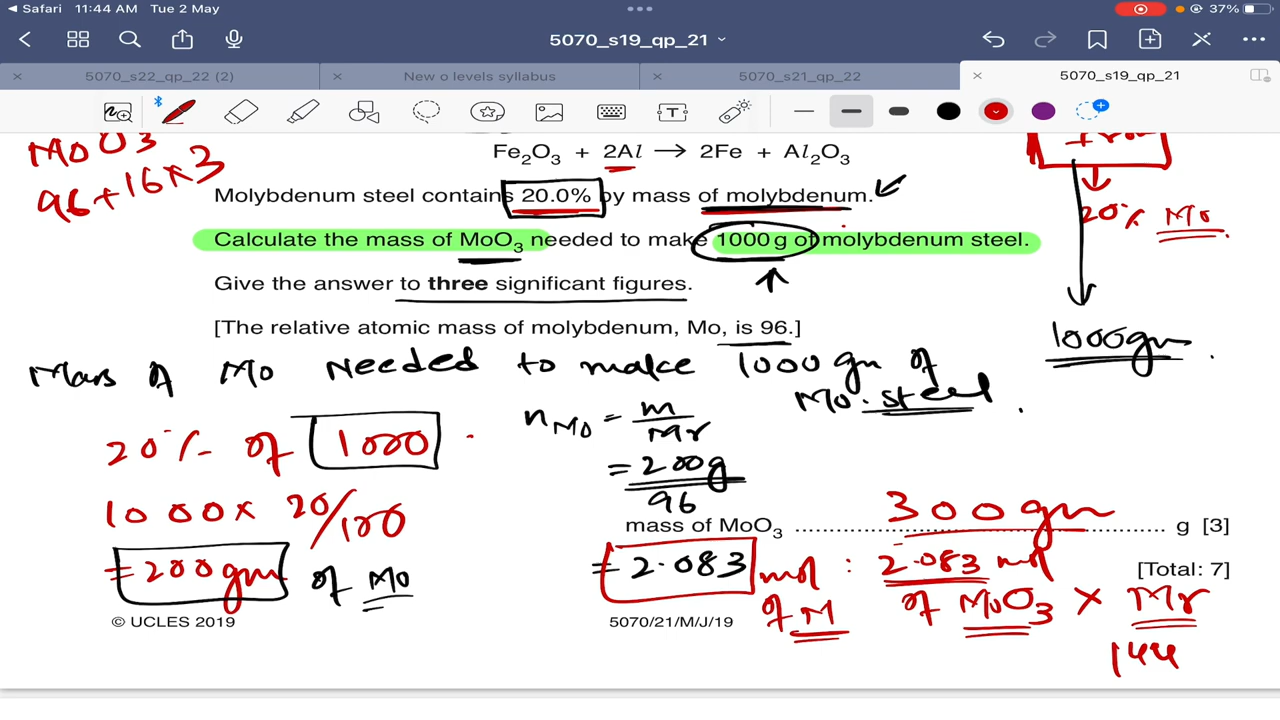 Safari 11:44 AM Tue 2 May 37%
5070_s19_qp_21
5070_s22_qp_22 (2) New o levels syllabus 5070_s21_qp_22 5070_s19_qp_21
MoO3
96+16×3
Fe₂O₃ + 2Al → 2Fe + Al₂O₃
Molybdenum steel contains 20.0% by mass of molybdenum.
20% Mo
Calculate the mass of MoO₃ needed to make 1000 g of molybdenum steel.
Give the answer to three significant figures.
[The relative atomic mass of molybdenum, Mo, is 96.]
1000gm
Mass of Mo Needed to make 1000 gm of
Mo. steel.
20% of 1000
nMo = m/Mr
= 200g/96
1000 × 20/100
mass of MoO₃ .......... 300gm .......... g [3]
= 200gm of Mo
= 2.083 mol of M : 2.083 mol of MoO3 × Mr
144
[Total: 7]
© UCLES 2019 5070/21/M/J/19